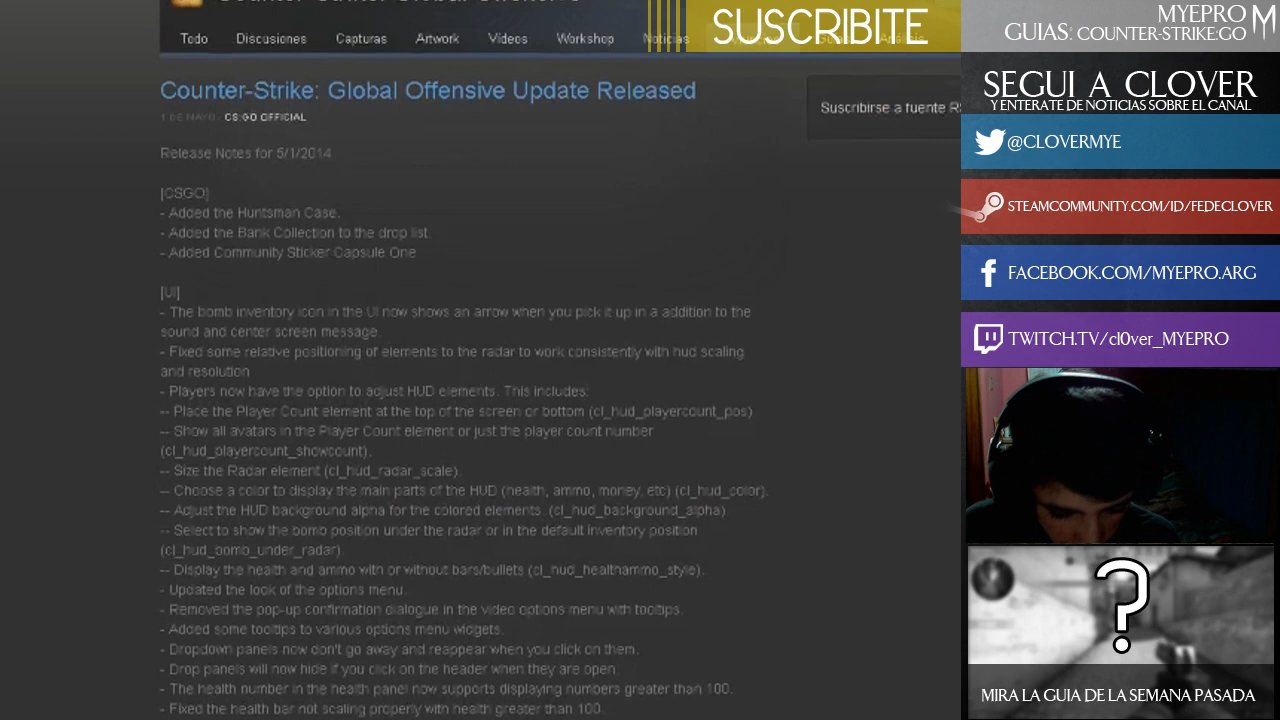 Todo Discusiones Capturas Artwork Videos Workshop Noticias
SUSCRIBITE
MYEPRO
GUIAS: COUNTER-STRIKE:GO
SEGUI A CLOVER
Y ENTERATE DE NOTICIAS SOBRE EL CANAL
@CLOVERMYE
STEAMCOMMUNITY.COM/ID/FEDECLOVER
FACEBOOK.COM/MYEPRO.ARG
TWITCH.TV/cl0ver_MYEPRO
?
MIRA LA GUIA DE LA SEMANA PASADA
Counter-Strike: Global Offensive Update Released
1 DE MAYO - CS:GO OFFICIAL
Suscribirse a fuente
Release Notes for 5/1/2014
[CSGO]
- Added the Huntsman Case.
- Added the Bank Collection to the drop list.
- Added Community Sticker Capsule One
[UI]
- The bomb inventory icon in the UI now shows an arrow when you pick it up in a addition to the
sound and center screen message.
- Fixed some relative positioning of elements to the radar to work consistently with hud scaling
and resolution
- Players now have the option to adjust HUD elements. This includes:
-- Place the Player Count element at the top of the screen or bottom (cl_hud_playercount_pos)
-- Show all avatars in the Player Count element or just the player count number
(cl_hud_playercount_showcount).
-- Size the Radar element (cl_hud_radar_scale).
-- Choose a color to display the main parts of the HUD (health, ammo, money, etc) (cl_hud_color).
-- Adjust the HUD background alpha for the colored elements. (cl_hud_background_alpha)
-- Select to show the bomb position under the radar or in the default inventory position
(cl_hud_bomb_under_radar).
-- Display the health and ammo with or without bars/bullets (cl_hud_healthammo_style).
- Updated the look of the options menu.
- Removed the pop-up confirmation dialogue in the video options menu with tooltips.
- Added some tooltips to various options menu widgets.
- Dropdown panels now don't go away and reappear when you click on them.
- Drop panels will now hide if you click on the header when they are open.
- The health number in the health panel now supports displaying numbers greater than 100.
- Fixed the health bar not scaling properly with health greater than 100.